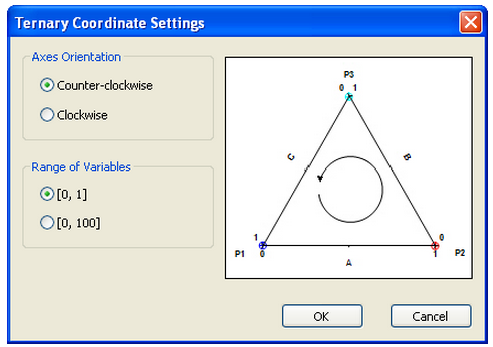 Ternary Coordinate Settings
Axes Orientation
Counter-clockwise
Clockwise
Range of Variables
[0, 1]
[0, 100]
P3
0 1
C
B
1
0
P1
0
1
P2
A
OK
Cancel